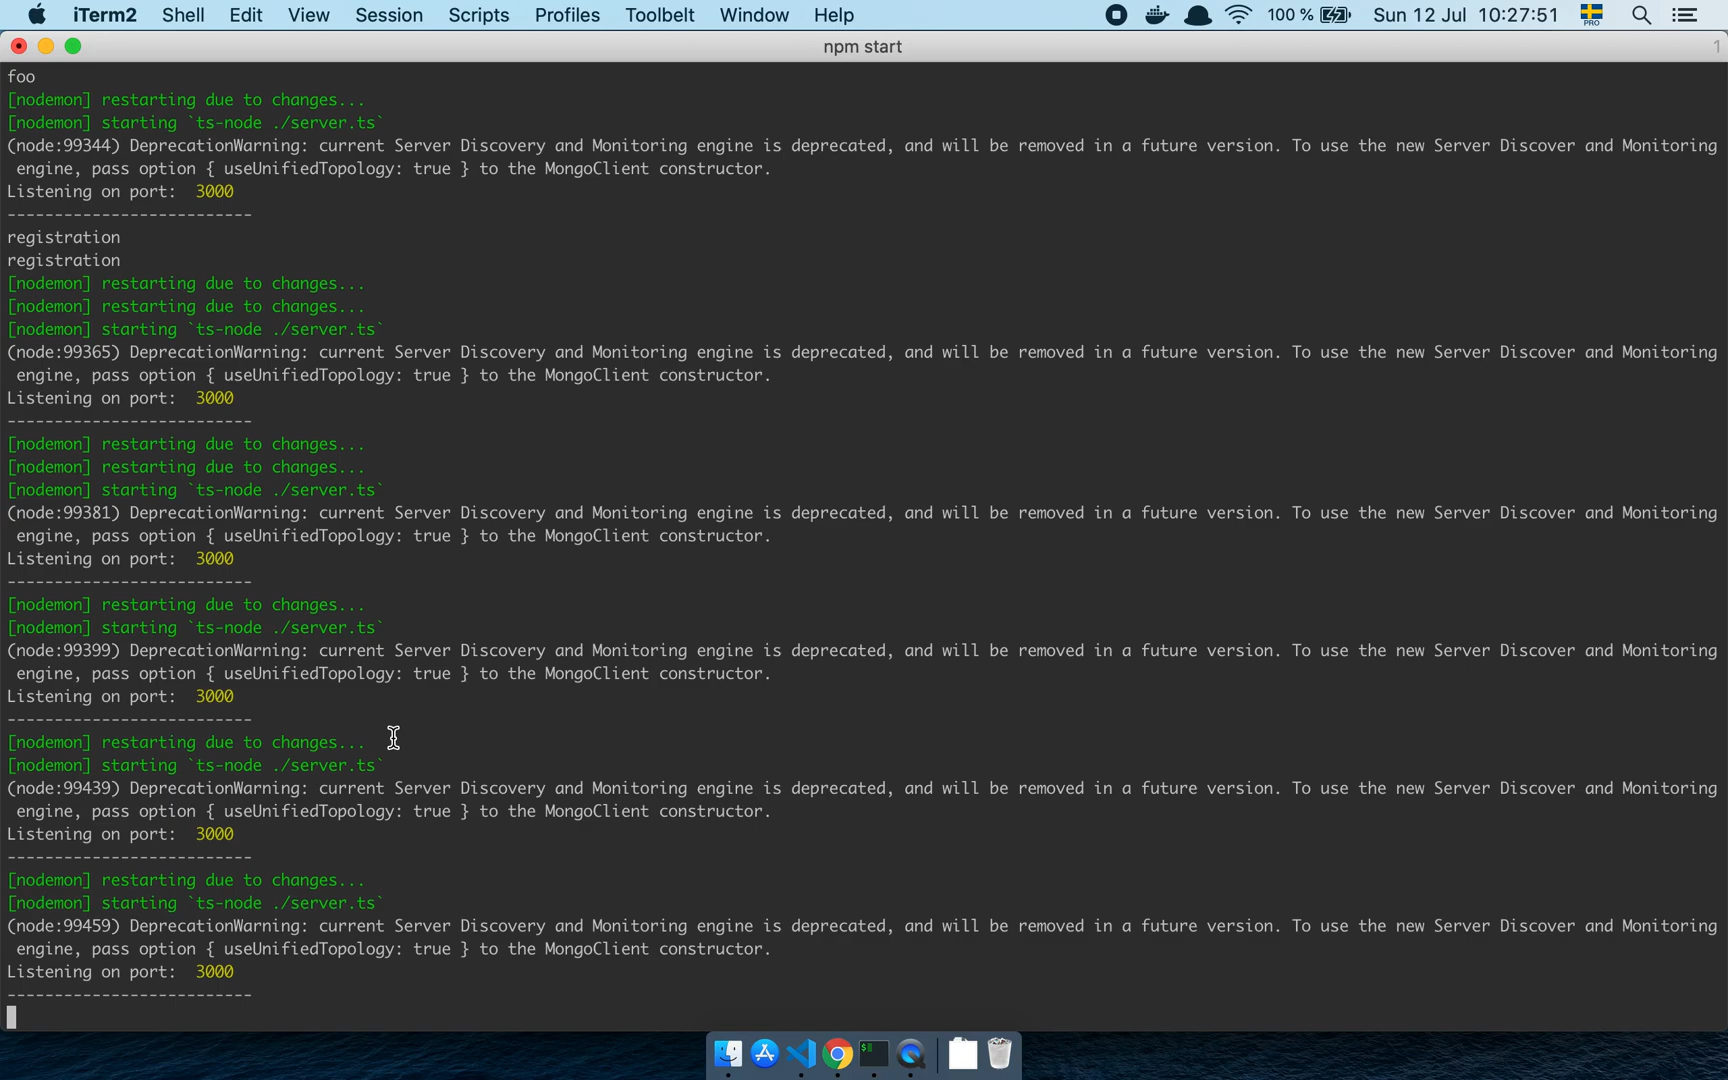 iTerm2 Shell Edit View Session Scripts Profiles Toolbelt Window Help 100 % Sun 12 Jul 10:27:51 PRO
npm start 1
foo
[nodemon] restarting due to changes...
[nodemon] starting `ts-node ./server.ts`
(node:99344) DeprecationWarning: current Server Discovery and Monitoring engine is deprecated, and will be removed in a future version. To use the new Server Discover and Monitoring
engine, pass option { useUnifiedTopology: true } to the MongoClient constructor.
Listening on port: 3000
--------------------------
registration
registration
[nodemon] restarting due to changes...
[nodemon] restarting due to changes...
[nodemon] starting `ts-node ./server.ts`
(node:99365) DeprecationWarning: current Server Discovery and Monitoring engine is deprecated, and will be removed in a future version. To use the new Server Discover and Monitoring
engine, pass option { useUnifiedTopology: true } to the MongoClient constructor.
Listening on port: 3000
--------------------------
[nodemon] restarting due to changes...
[nodemon] restarting due to changes...
[nodemon] starting `ts-node ./server.ts`
(node:99381) DeprecationWarning: current Server Discovery and Monitoring engine is deprecated, and will be removed in a future version. To use the new Server Discover and Monitoring
engine, pass option { useUnifiedTopology: true } to the MongoClient constructor.
Listening on port: 3000
--------------------------
[nodemon] restarting due to changes...
[nodemon] starting `ts-node ./server.ts`
(node:99399) DeprecationWarning: current Server Discovery and Monitoring engine is deprecated, and will be removed in a future version. To use the new Server Discover and Monitoring
engine, pass option { useUnifiedTopology: true } to the MongoClient constructor.
Listening on port: 3000
--------------------------
[nodemon] restarting due to changes...
[nodemon] starting `ts-node ./server.ts`
(node:99439) DeprecationWarning: current Server Discovery and Monitoring engine is deprecated, and will be removed in a future version. To use the new Server Discover and Monitoring
engine, pass option { useUnifiedTopology: true } to the MongoClient constructor.
Listening on port: 3000
--------------------------
[nodemon] restarting due to changes...
[nodemon] starting `ts-node ./server.ts`
(node:99459) DeprecationWarning: current Server Discovery and Monitoring engine is deprecated, and will be removed in a future version. To use the new Server Discover and Monitoring
engine, pass option { useUnifiedTopology: true } to the MongoClient constructor.
Listening on port: 3000
--------------------------